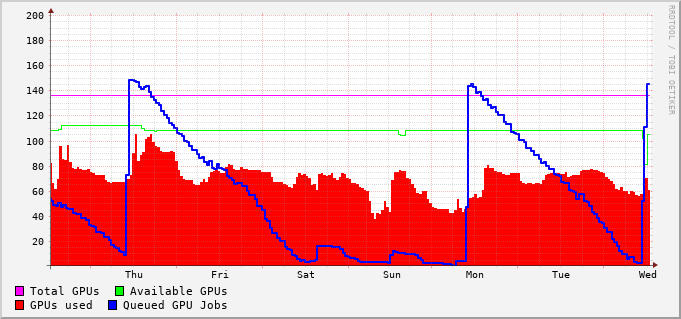 200
180
160
140
120
100
80
60
40
20
Thu Fri Sat Sun Mon Tue Wed
Total GPUs Available GPUs
GPUs used Queued GPU Jobs
RRDTOOL / TOBI OETIKER